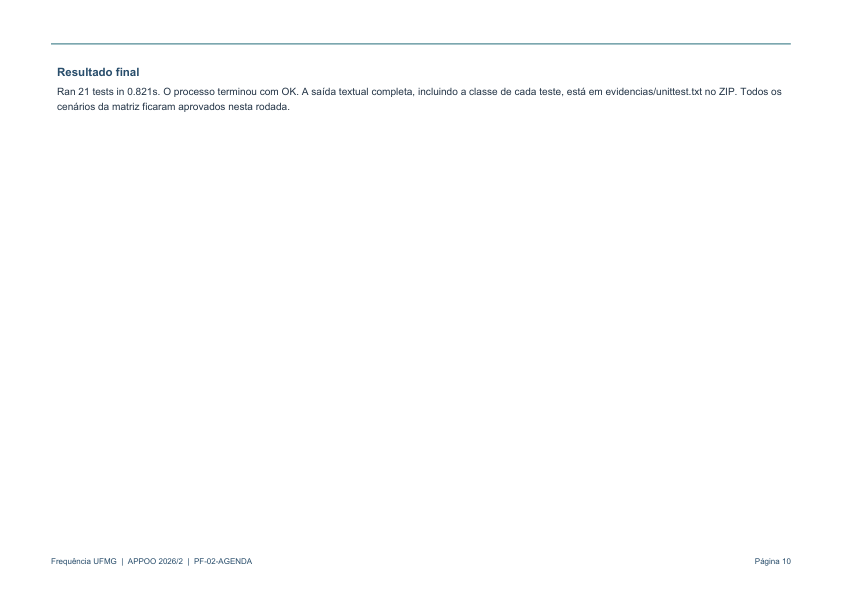 Resultado final
Ran 21 tests in 0.821s. O processo terminou com OK. A saída textual completa, incluindo a classe de cada teste, está em evidencias/unittest.txt no ZIP. Todos os
cenários da matriz ficaram aprovados nesta rodada.
Frequência UFMG | APPOO 2026/2 | PF-02-AGENDA
Página 10